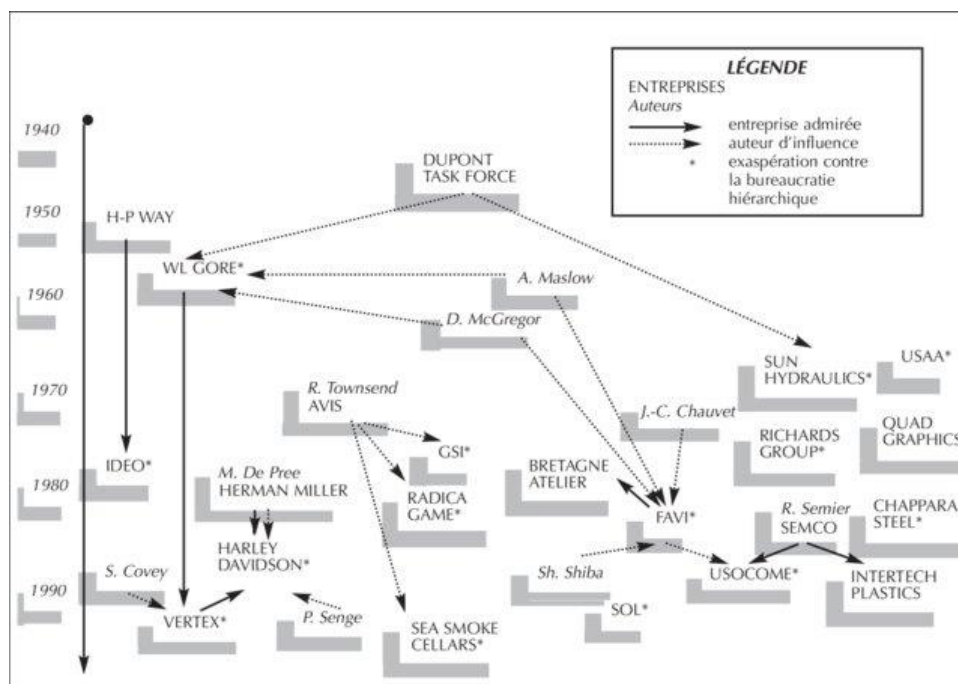 LÉGENDE
ENTREPRISES
Auteurs
entreprise admirée
auteur d'influence
* exaspération contre
la bureaucratie
hiérarchique
1940
DUPONT
TASK FORCE
1950
H-P WAY
WL GORE*
A. Maslow
1960
D. McGregor
SUN
HYDRAULICS*
USAA*
1970
R. Townsend
AVIS
J.-C. Chauvet
GSI*
RICHARDS
GROUP*
QUAD
GRAPHICS
IDEO*
M. De Pree
HERMAN MILLER
BRETAGNE
ATELIER
1980
RADICA
GAME*
FAVI*
R. Semier
SEMCO
CHAPPARA
STEEL*
HARLEY
DAVIDSON*
S. Covey
Sh. Shiba
USOCOME*
INTERTECH
PLASTICS
1990
VERTEX*
P. Senge
SEA SMOKE
CELLARS*
SOL*